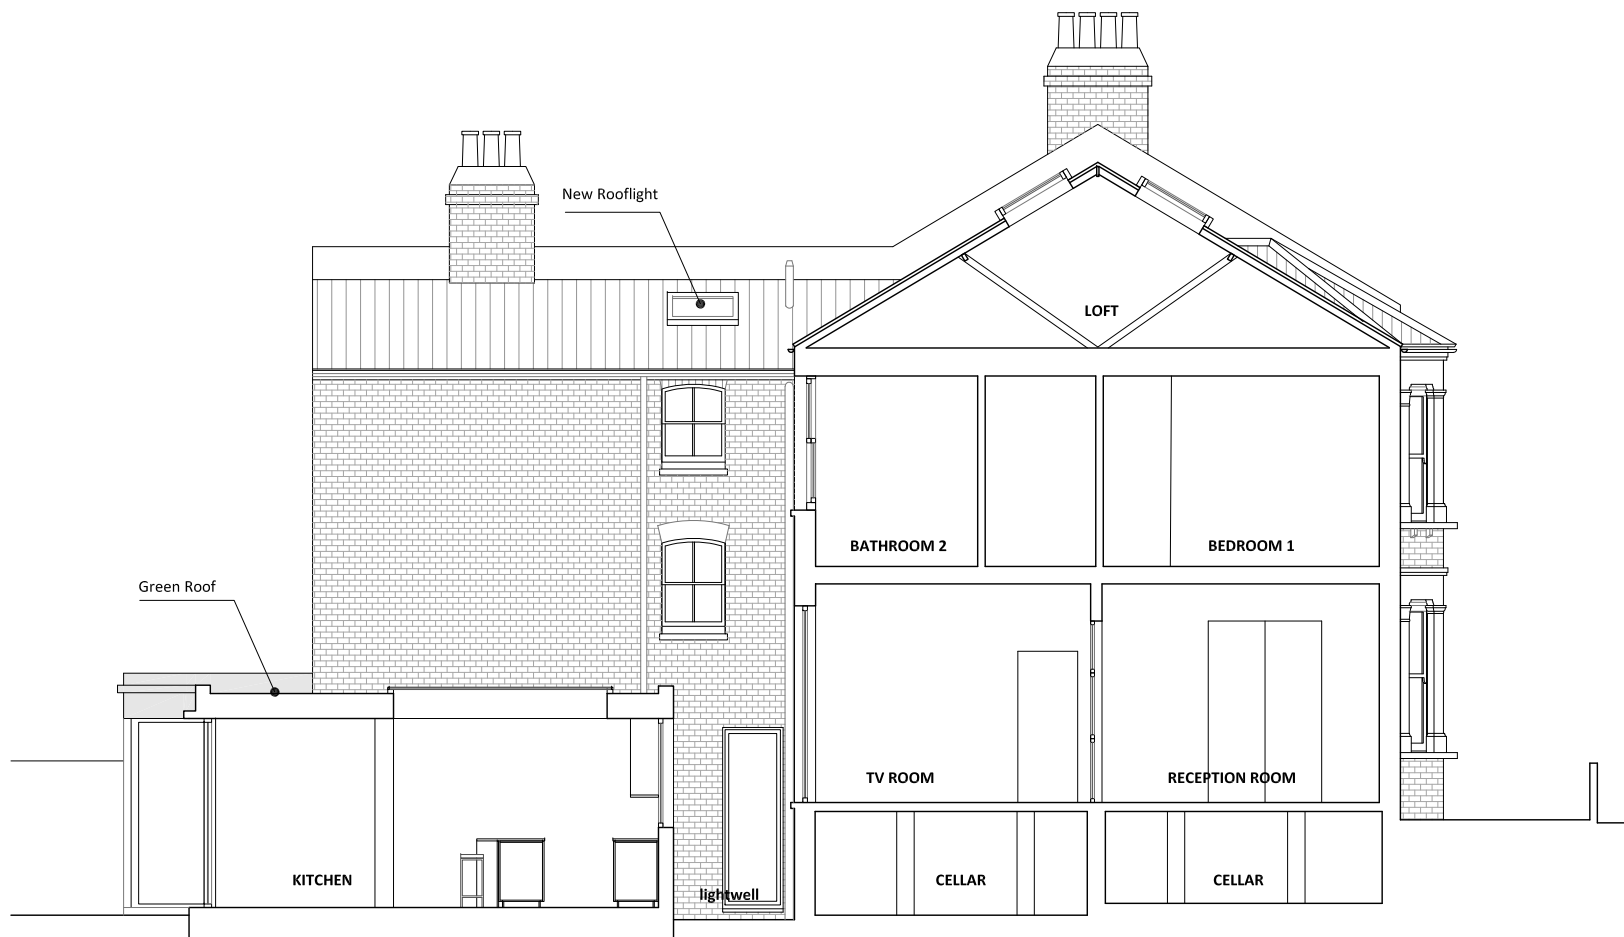 New Rooflight
LOFT
BATHROOM 2
BEDROOM 1
Green Roof
TV ROOM
RECEPTION ROOM
KITCHEN
lightwell
CELLAR
CELLAR